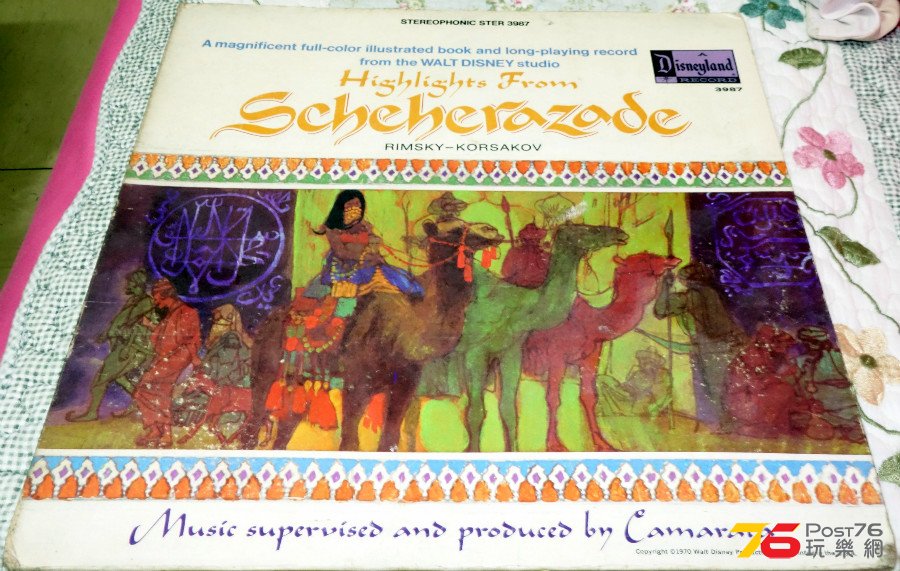 STEREOPHONIC STER 3987
A magnificent full-color illustrated book and long-playing record
from the WALT DISNEY studio
Disneyland
RECORD
3987
Highlights From
Scheherazade
RIMSKY–KORSAKOV
Music supervised and produced by Camarata
Copyright ©1970 Walt Disney
76 POST76
玩樂網